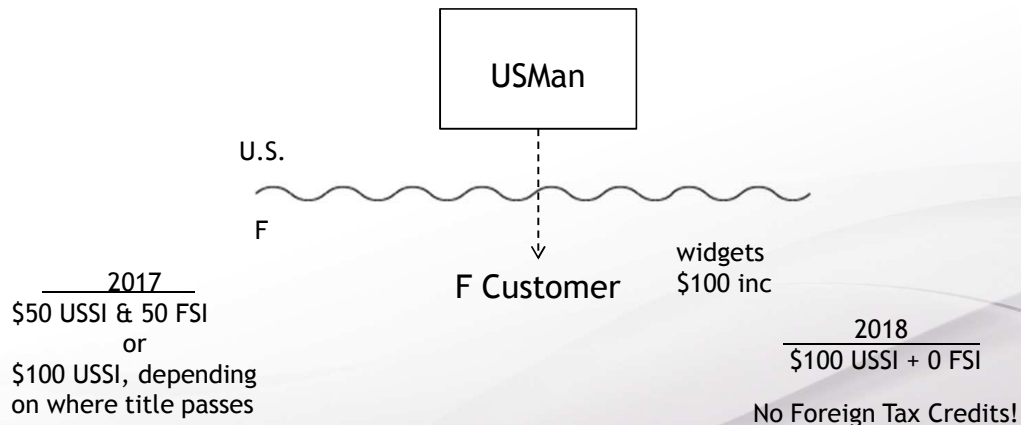 USMan
U.S.
F
F Customer
widgets
$100 inc
2017
$50 USSI & 50 FSI
or
$100 USSI, depending
on where title passes
2018
$100 USSI + 0 FSI
No Foreign Tax Credits!